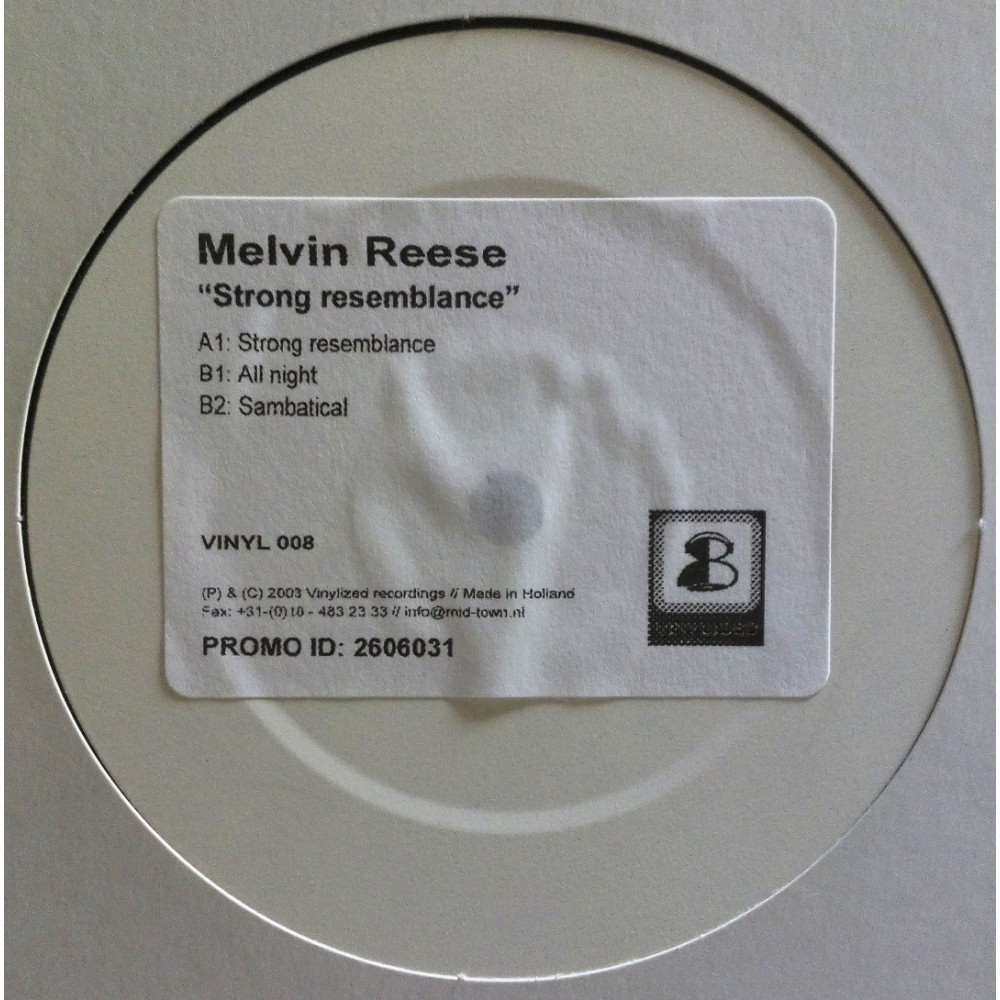 Melvin Reese
“Strong resemblance”
A1: Strong resemblance
B1: All night
B2: Sambatical
VINYL 008
(P) & (C) 2003 Vinylized recordings // Made in Holland
Fax: +31-(0)10 - 483 23 33 // info@mid-town.nl
PROMO ID: 2606031